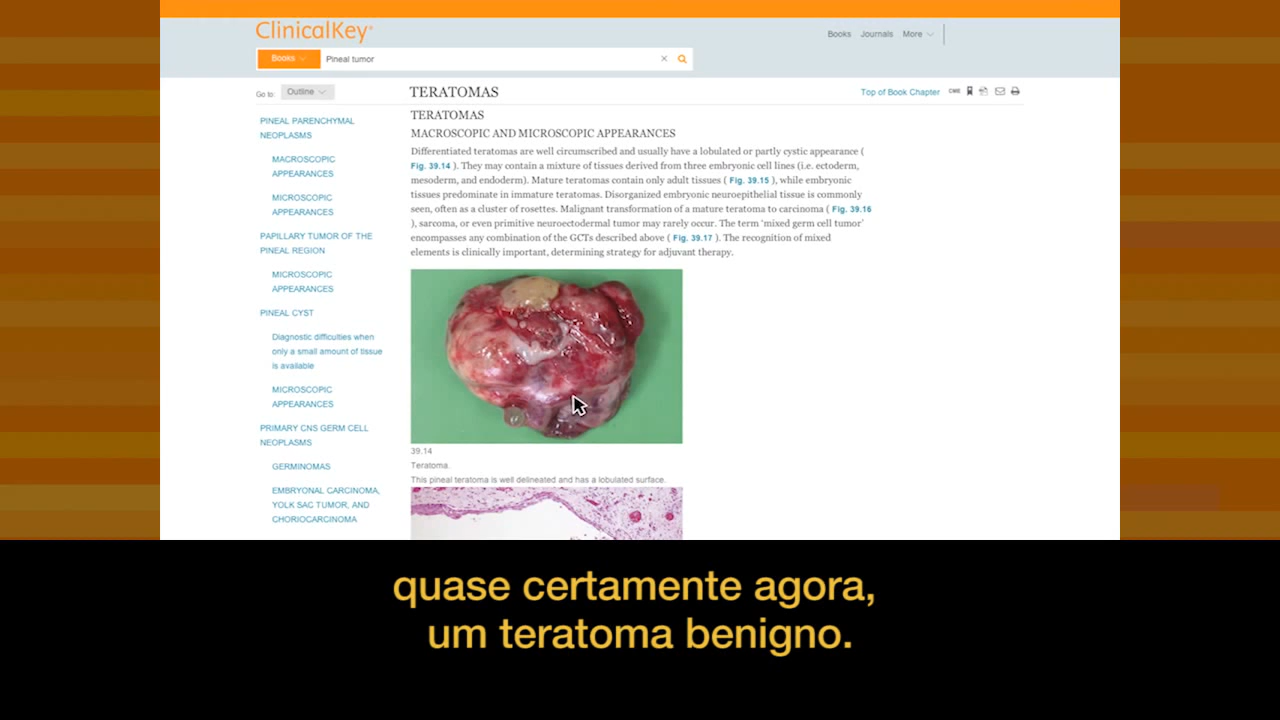 ClinicalKey®
Books Journals More
Books
Pineal tumor
Go to: Outline
TERATOMAS
Top of Book Chapter
CME
PINEAL PARENCHYMAL
NEOPLASMS
MACROSCOPIC
APPEARANCES
MICROSCOPIC
APPEARANCES
PAPILLARY TUMOR OF THE
PINEAL REGION
MICROSCOPIC
APPEARANCES
PINEAL CYST
Diagnostic difficulties when
only a small amount of tissue
is available
MICROSCOPIC
APPEARANCES
PRIMARY CNS GERM CELL
NEOPLASMS
GERMINOMAS
EMBRYONAL CARCINOMA,
YOLK SAC TUMOR, AND
CHORIOCARCINOMA
TERATOMAS
MACROSCOPIC AND MICROSCOPIC APPEARANCES
Differentiated teratomas are well circumscribed and usually have a lobulated or partly cystic appearance (
Fig. 39.14 ). They may contain a mixture of tissues derived from three embryonic cell lines (i.e. ectoderm,
mesoderm, and endoderm). Mature teratomas contain only adult tissues ( Fig. 39.15 ), while embryonic
tissues predominate in immature teratomas. Disorganized embryonic neuroepithelial tissue is commonly
seen, often as a cluster of rosettes. Malignant transformation of a mature teratoma to carcinoma ( Fig. 39.16
), sarcoma, or even primitive neuroectodermal tumor may rarely occur. The term ‘mixed germ cell tumor’
encompasses any combination of the GCTs described above ( Fig. 39.17 ). The recognition of mixed
elements is clinically important, determining strategy for adjuvant therapy.
39.14
Teratoma.
This pineal teratoma is well delineated and has a lobulated surface.
quase certamente agora,
um teratoma benigno.